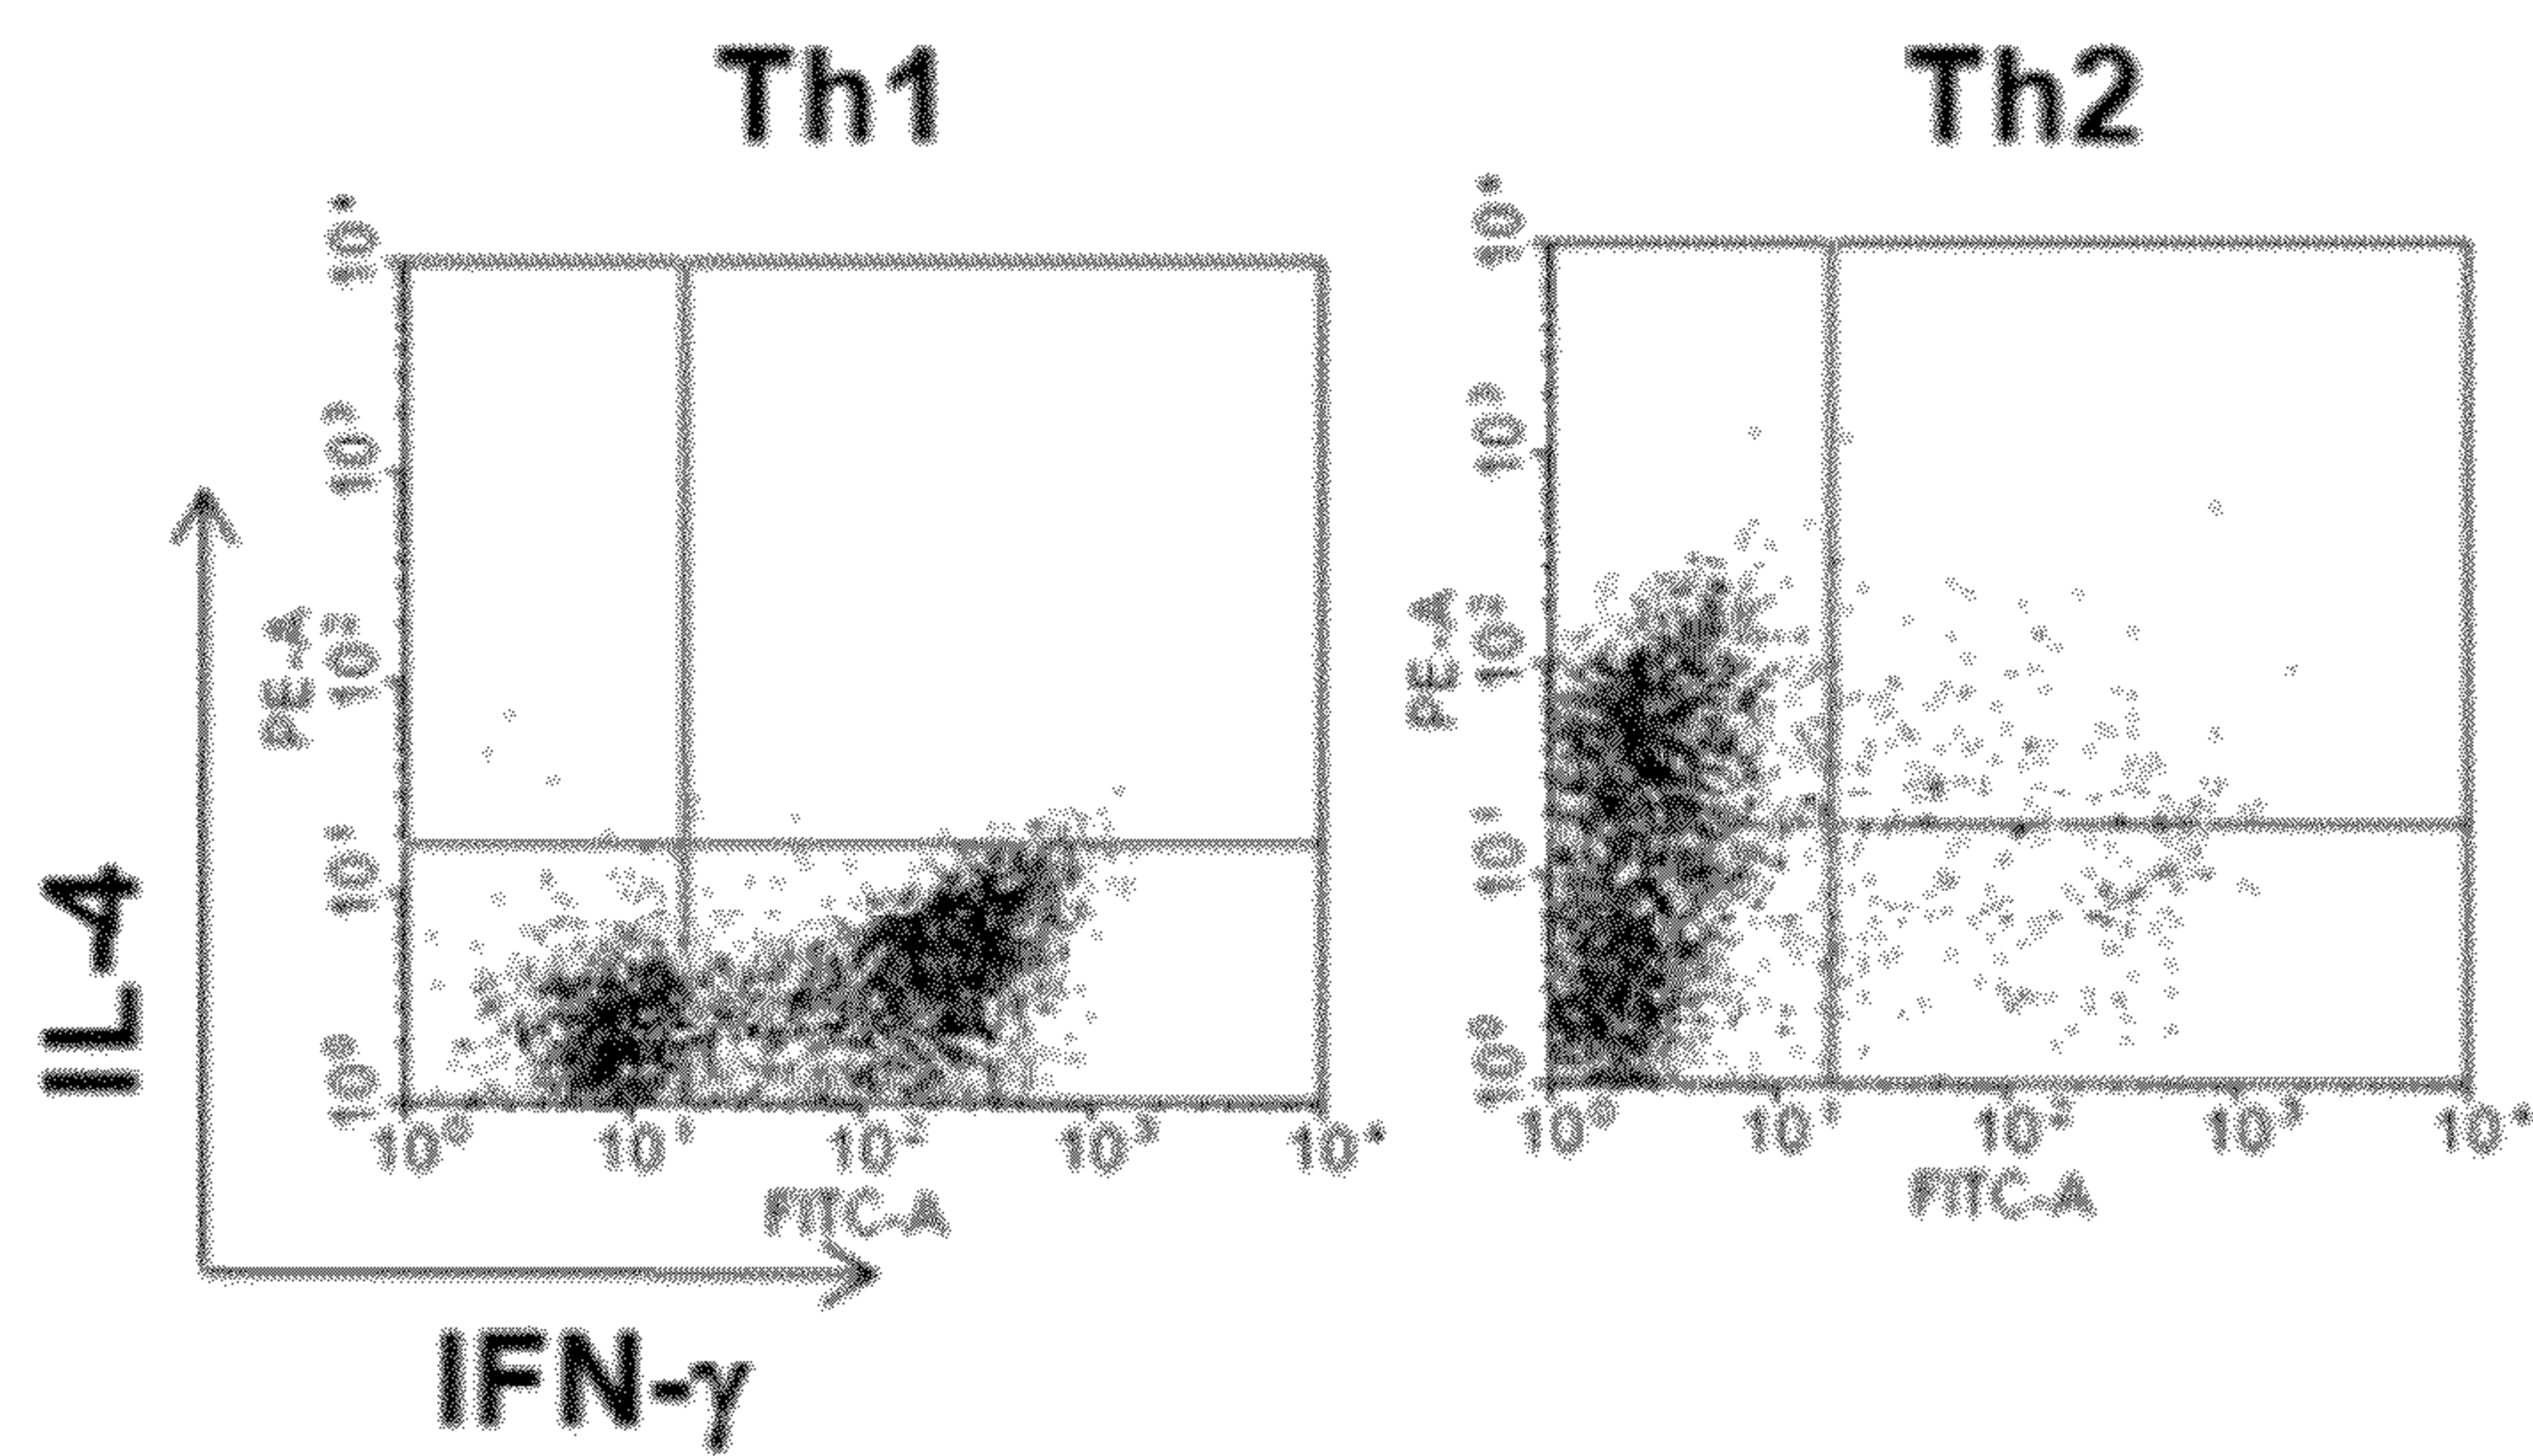 Th1 Th2
10⁴ 10⁴
10³ 10³
10² 10²
PE-A PE-A
10¹ 10¹
10⁰ 10⁰
IL-4
10⁰ 10¹ 10² 10³ 10⁴ 10⁰ 10¹ 10² 10³ 10⁴
FITC-A FITC-A
IFN-γ